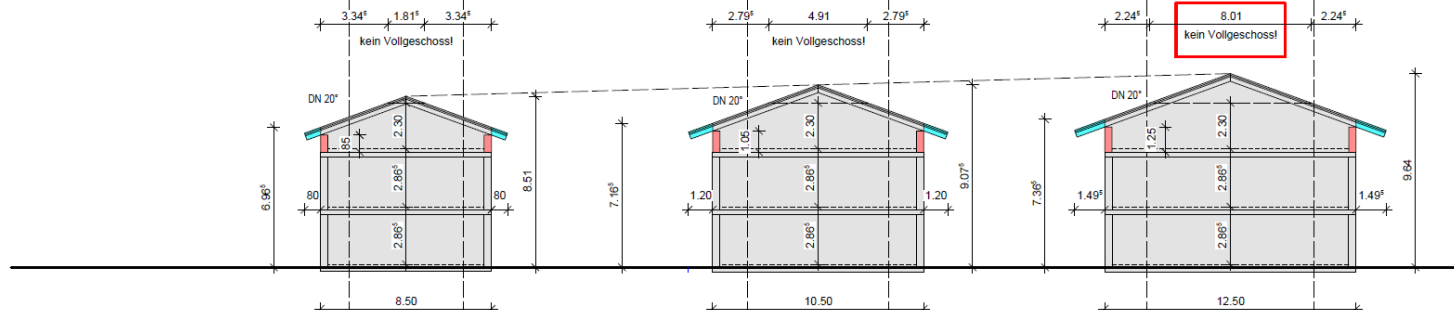 3.34⁵ 1.81⁵ 3.34⁵ 2.79⁵ 4.91 2.79⁵ 2.24⁵ 8.01 2.24⁵
kein Vollgeschoss! kein Vollgeschoss! kein Vollgeschoss!
DN 20° DN 20° DN 20°
2.30 2.30 2.30
.85 1.05 1.25
6.96⁵ 8.51 7.16⁵ 9.07⁵ 7.36⁵ 9.64
2.86⁵ 2.86⁵ 2.86⁵
80 80 1.20 1.20 1.49⁵ 1.49⁵
2.86⁵ 2.86⁵ 2.86⁵
8.50 10.50 12.50